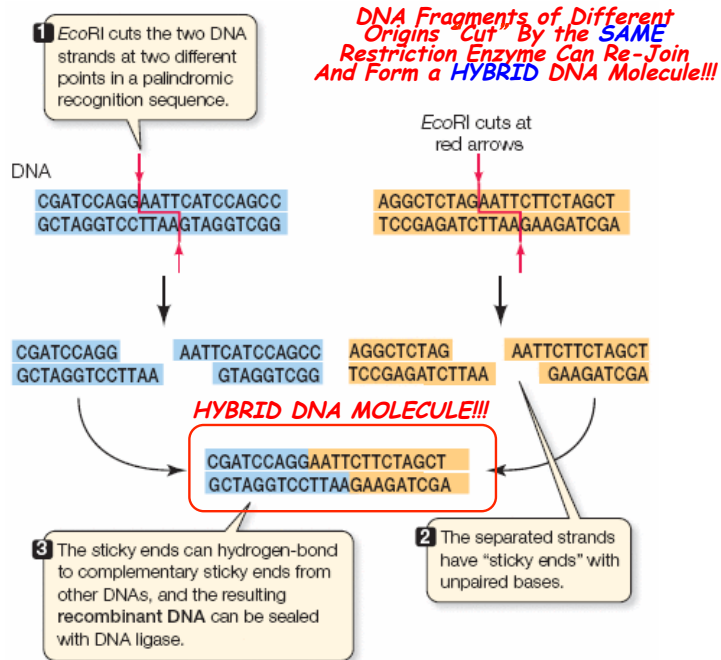 DNA Fragments of Different
Origins "Cut" By the SAME
Restriction Enzyme Can Re-Join
And Form a HYBRID DNA Molecule!!!
1 EcoRI cuts the two DNA
strands at two different
points in a palindromic
recognition sequence.
EcoRI cuts at
red arrows
DNA
CGATCCAGGAATTCATCCAGCC
GCTAGGTCCTTAAGTAGGTCGG
AGGCTCTAGAATTCTTCTAGCT
TCCGAGATCTTAAGAAGATCGA
CGATCCAGG
GCTAGGTCCTTAA
AATTCATCCAGCC
GTAGGTCGG
AGGCTCTAG
TCCGAGATCTTAA
AATTCTTCTAGCT
GAAGATCGA
HYBRID DNA MOLECULE!!!
CGATCCAGGAATTCTTCTAGCT
GCTAGGTCCTTAAGAAGATCGA
2 The separated strands
have "sticky ends" with
unpaired bases.
3 The sticky ends can hydrogen-bond
to complementary sticky ends from
other DNAs, and the resulting
recombinant DNA can be sealed
with DNA ligase.